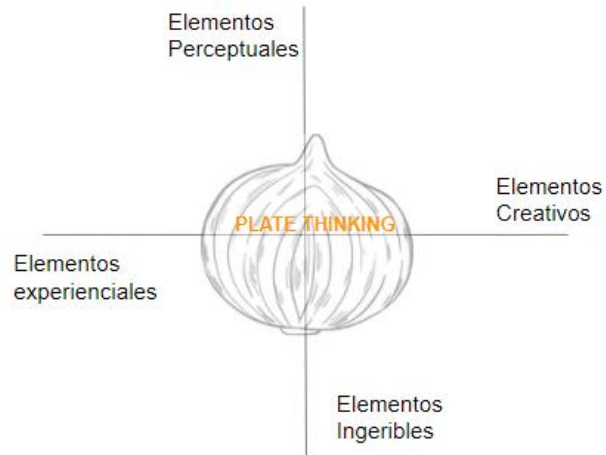 Elementos
Perceptuales
Elementos
Creativos
PLATE THINKING
Elementos
experienciales
Elementos
Ingeribles